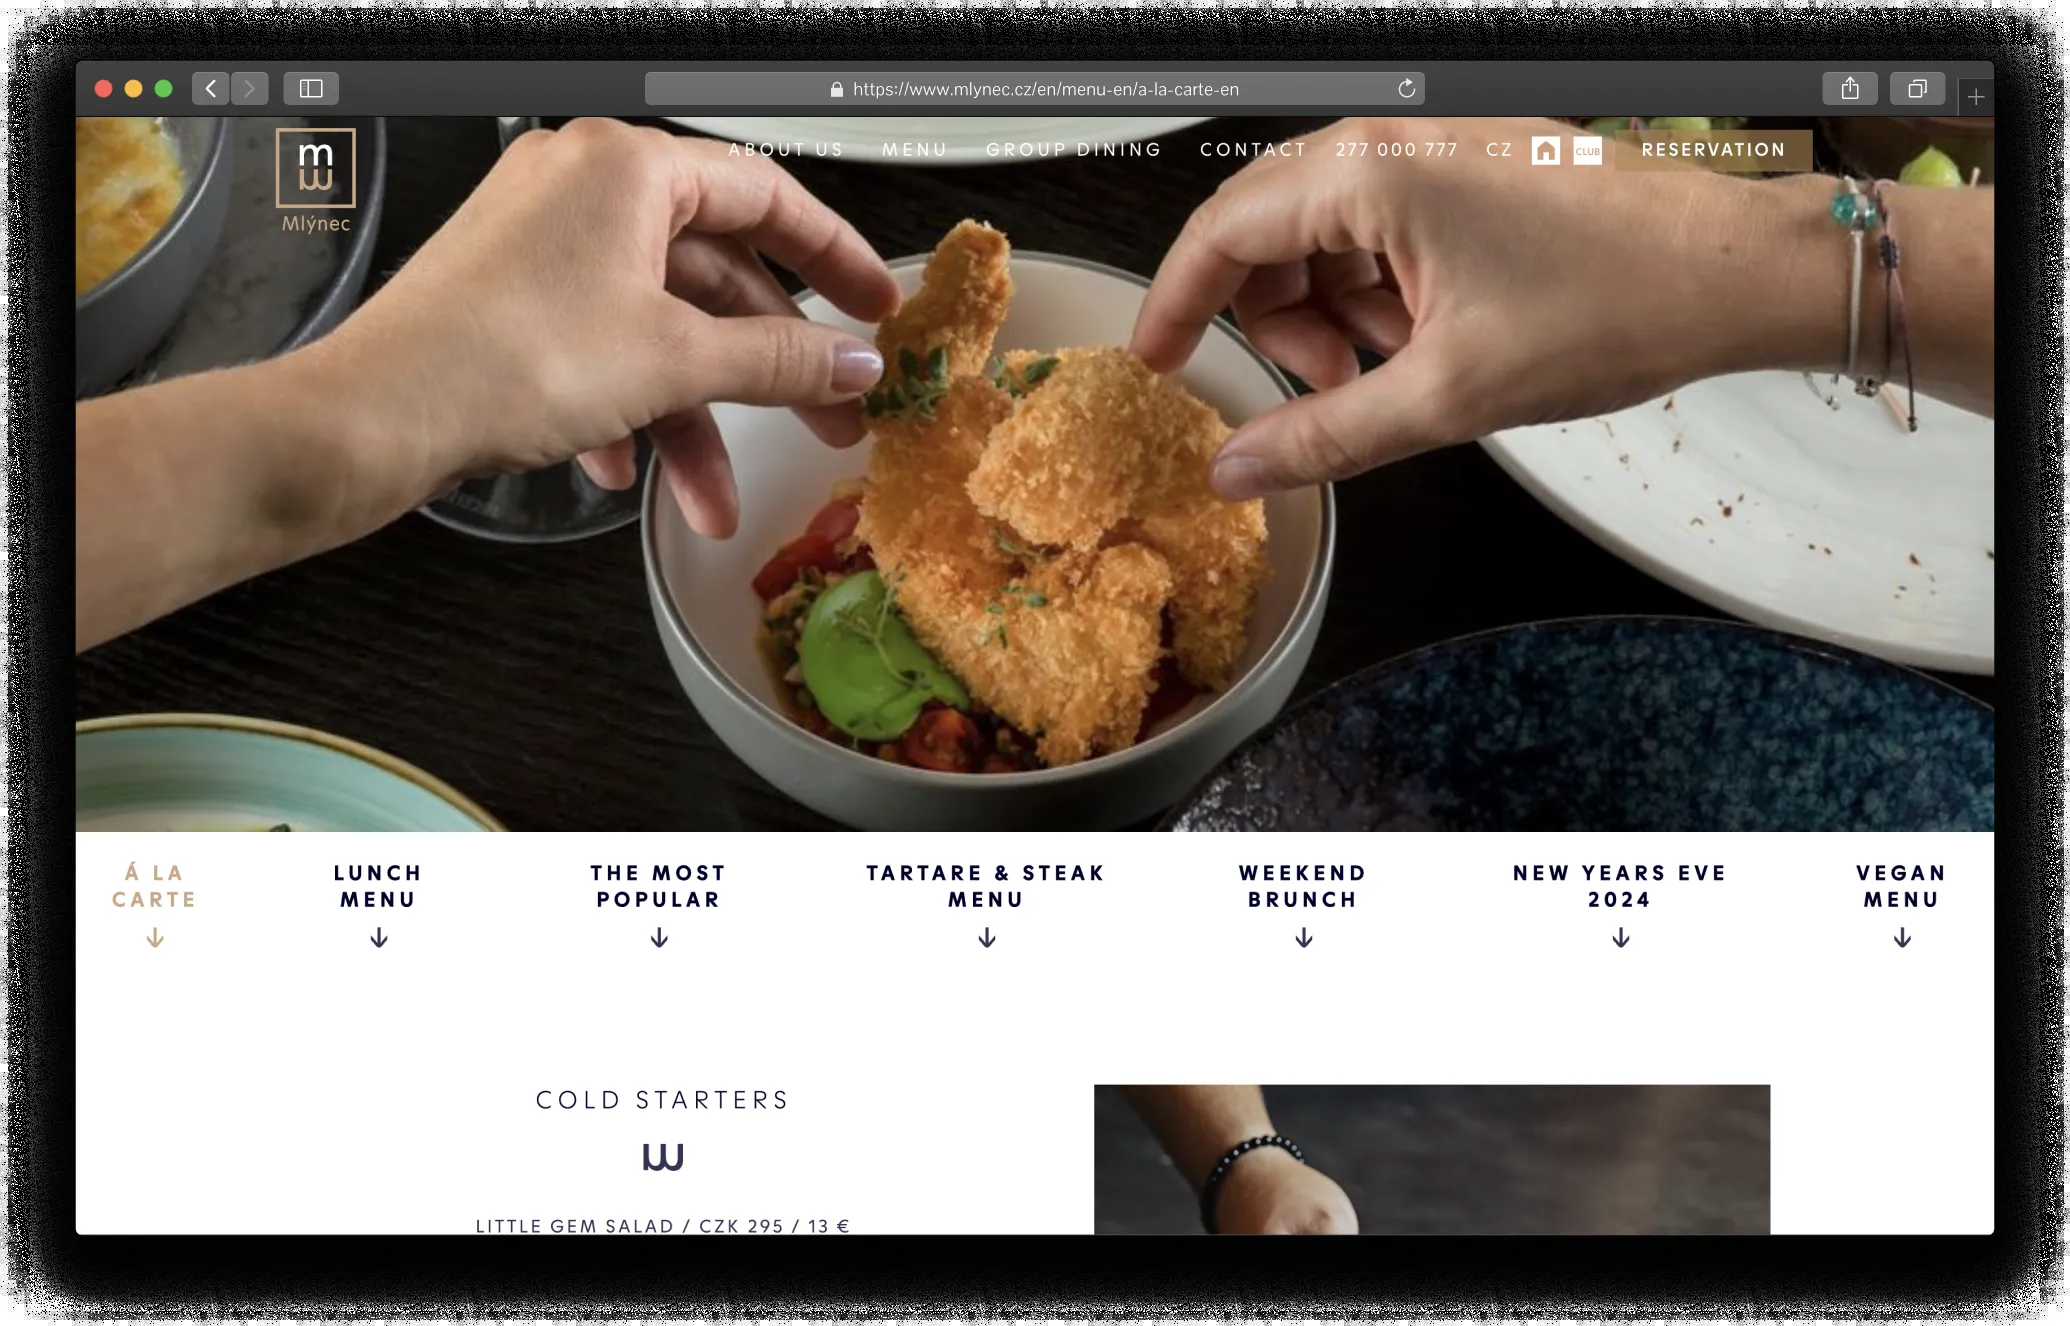 https://www.mlynec.cz/en/menu-en/a-la-carte-en
mw
Mlýnec
ABOUT US MENU GROUP DINING CONTACT 277 000 777 CZ CLUB RESERVATION
Á LA
CARTE
LUNCH
MENU
THE MOST
POPULAR
TARTARE & STEAK
MENU
WEEKEND
BRUNCH
NEW YEARS EVE
2024
VEGAN
MENU
COLD STARTERS
LITTLE GEM SALAD / CZK 295 / 13 €